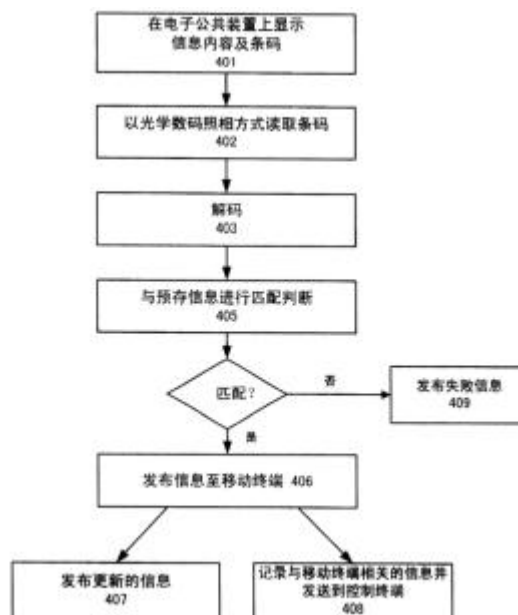 在电子公共装置上显示
信息内容及条码
401
以光学数码照相方式读取条码
402
解码
403
与预存信息进行匹配判断
405
匹配？
否
发布失败信息
409
是
发布信息至移动终端 406
发布更新的信息
407
记录与移动终端相关的信息并
发送到控制终端
408